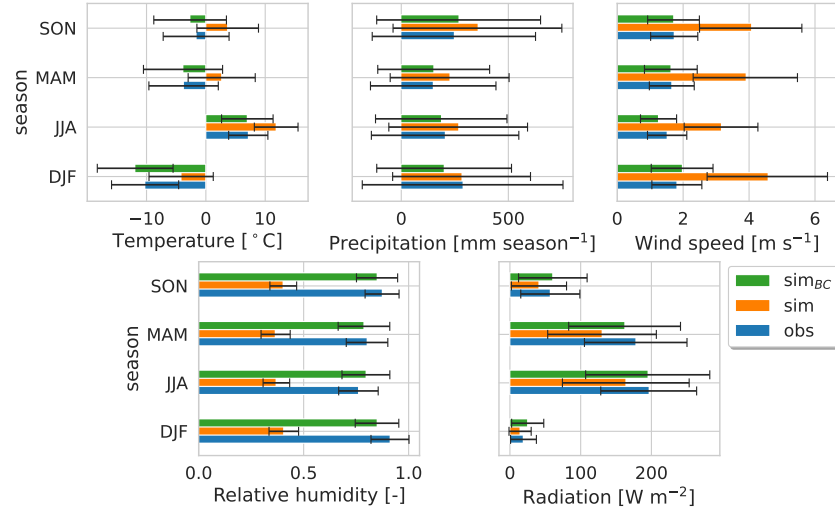 SON
MAM
JJA
DJF
season
−10 0 10
Temperature [°C]
0 500
Precipitation [mm season⁻¹]
0 2 4 6
Wind speed [m s⁻¹]
SON
MAM
JJA
DJF
season
0.0 0.5 1.0
Relative humidity [-]
0 100 200
Radiation [W m⁻²]
sim_BC
sim
obs